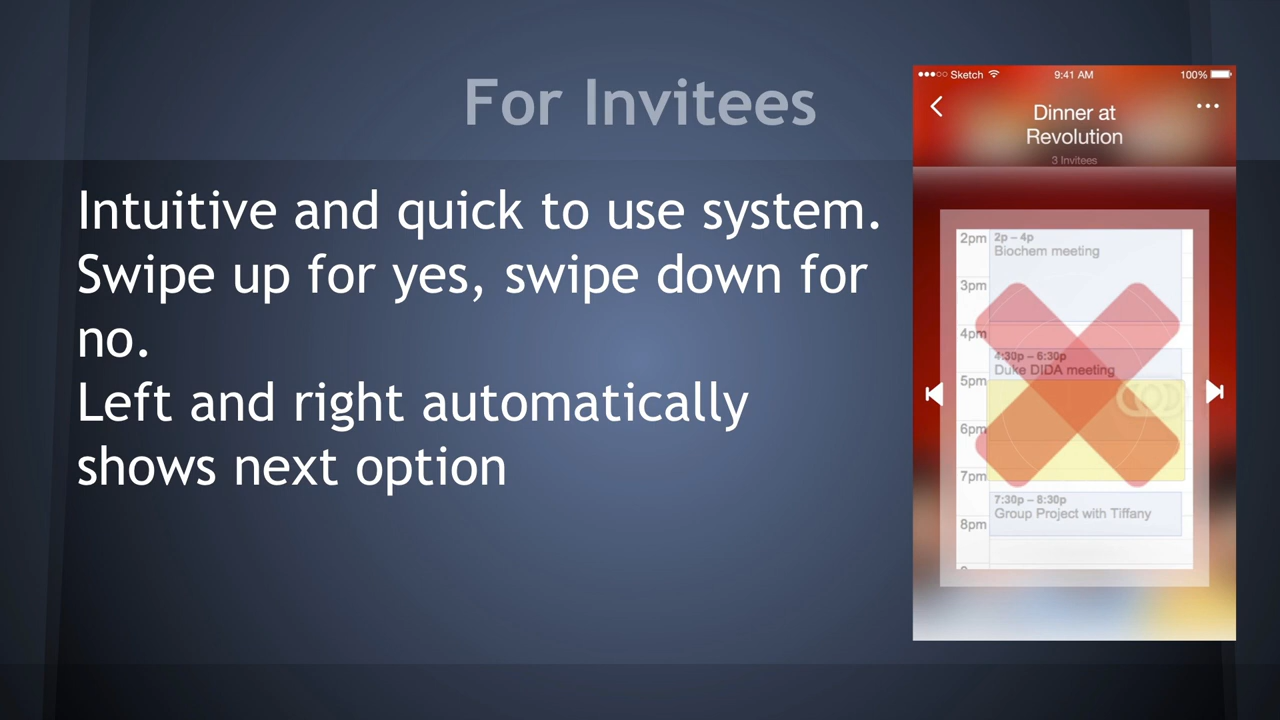 For Invitees
Intuitive and quick to use system.
Swipe up for yes, swipe down for
no.
Left and right automatically
shows next option
Sketch
9:41 AM
100%
Dinner at
Revolution
3 Invitees
2pm
2p – 4p
Biochem meeting
3pm
4pm
4:30p – 6:30p
Duke DIDA meeting
5pm
6pm
7pm
7:30p – 8:30p
Group Project with Tiffany
8pm